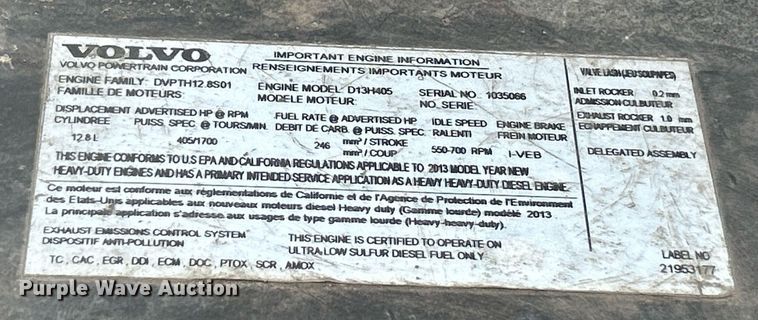 VOLVO
VOLVO POWERTRAIN CORPORATION
IMPORTANT ENGINE INFORMATION
RENSEIGNEMENTS IMPORTANTS MOTEUR
ENGINE FAMILY: DVPTH12.8S01
FAMILLE DE MOTEURS:
ENGINE MODEL: D13H405
MODELE MOTEUR:
SERIAL NO.: 1035066
NO. SERIE:
DISPLACEMENT ADVERTISED HP @ RPM
CYLINDREE PUISS. SPEC @ TOURS/MIN.
12.8 L 405/1700
FUEL RATE @ ADVERTISED HP
DEBIT DE CARB. @ PUISS. SPEC.
246 mm³/STROKE
mm³/COUP
IDLE SPEED
RALENTI
550-700 RPM
ENGINE BRAKE
FREIN MOTEUR
I-VEB
THIS ENGINE CONFORMS TO U.S EPA AND CALIFORNIA REGULATIONS APPLICABLE TO 2013 MODEL YEAR NEW
HEAVY-DUTY ENGINES AND HAS A PRIMARY INTENDED SERVICE APPLICATION AS A HEAVY HEAVY-DUTY DIESEL ENGINE.
Ce moteur est conforme aux réglementations de Californie et de l'Agence de Protection de l'Environment
des Etats-Unis applicables aux nouveaux moteurs diesel Heavy duty (Gamme lourde) modèle 2013.
La principale application s'adresse aux usages de type gamme lourde (Heavy-heavy-duty).
EXHAUST EMISSIONS CONTROL SYSTEM
DISPOSITIF ANTI-POLLUTION
TC, CAC, EGR, DDI, ECM, DOC, PTOX, SCR, AMOX
THIS ENGINE IS CERTIFIED TO OPERATE ON
ULTRA LOW SULFUR DIESEL FUEL ONLY
VALVE LASH (JEU SOUPAPES)
INLET ROCKER 0.2 mm
ADMISSION CULBUTEUR
EXHAUST ROCKER 1.0 mm
ECHAPPEMENT CULBUTEUR
DELEGATED ASSEMBLY
LABEL NO
21953177
Purple Wave Auction